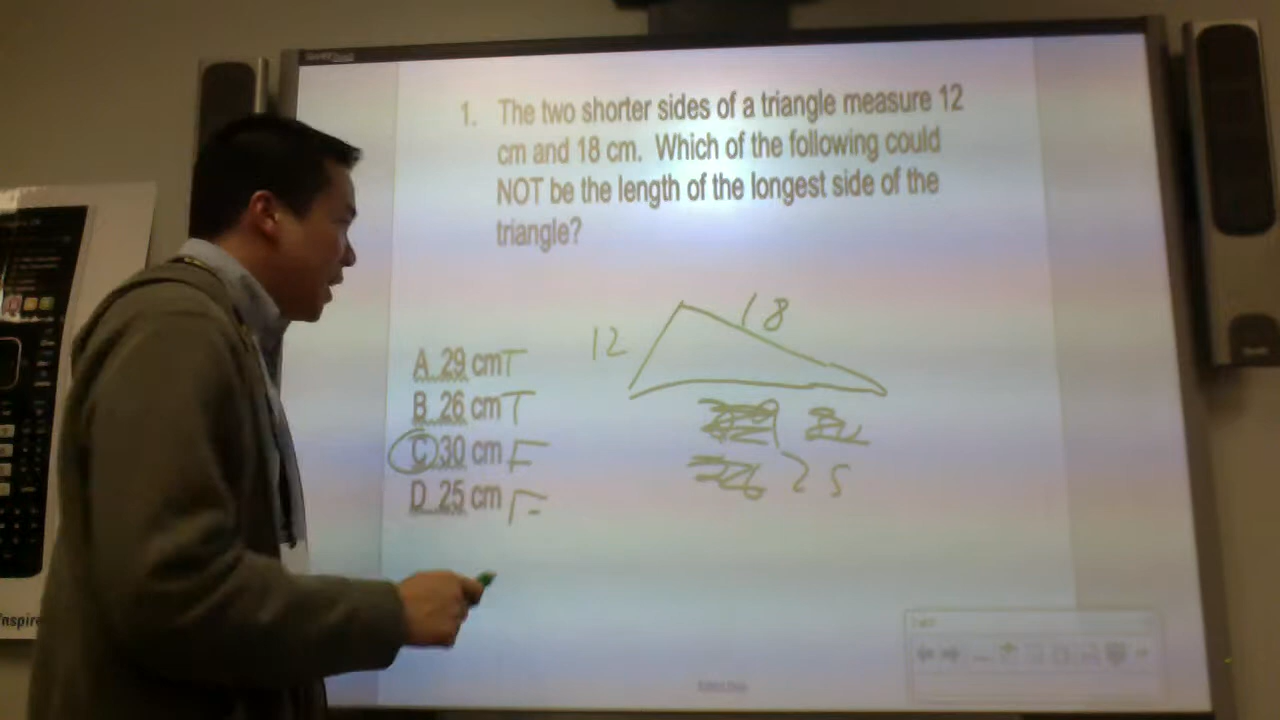 1. The two shorter sides of a triangle measure 12
cm and 18 cm. Which of the following could
NOT be the length of the longest side of the
triangle?
12
18
A 29 cm T
B 26 cm T
C 30 cm F
D 25 cm F
25